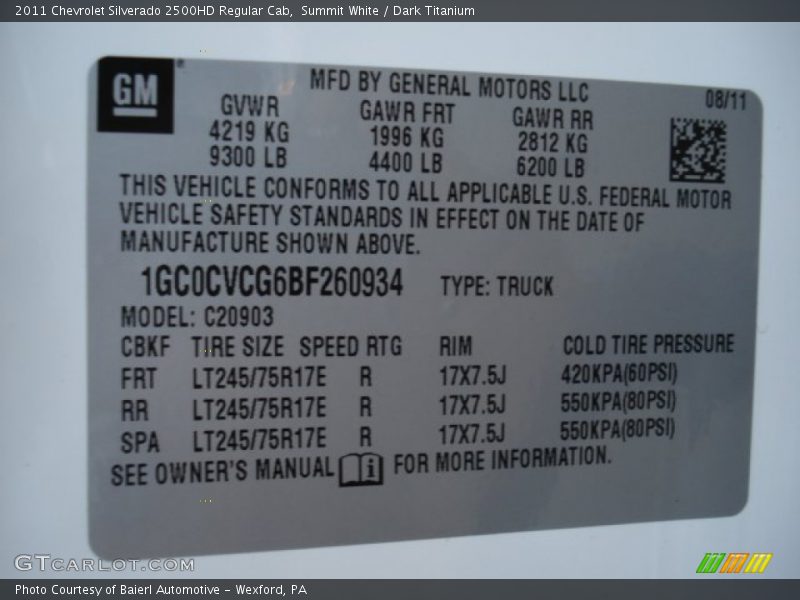 2011 Chevrolet Silverado 2500HD Regular Cab,  Summit White / Dark Titanium
GM
MFD BY GENERAL MOTORS LLC
08/11
GVWR GAWR FRT GAWR RR
4219 KG 1996 KG 2812 KG
9300 LB 4400 LB 6200 LB
THIS VEHICLE CONFORMS TO ALL APPLICABLE U.S. FEDERAL MOTOR
VEHICLE SAFETY STANDARDS IN EFFECT ON THE DATE OF
MANUFACTURE SHOWN ABOVE.
1GC0CVCG6BF260934 TYPE: TRUCK
MODEL: C20903
CBKF TIRE SIZE SPEED RTG RIM COLD TIRE PRESSURE
FRT LT245/75R17E R 17X7.5J 420KPA(60PSI)
RR LT245/75R17E R 17X7.5J 550KPA(80PSI)
SPA LT245/75R17E R 17X7.5J 550KPA(80PSI)
SEE OWNER'S MANUAL i FOR MORE INFORMATION.
GTcarlot.com
Photo Courtesy of Baierl Automotive - Wexford, PA